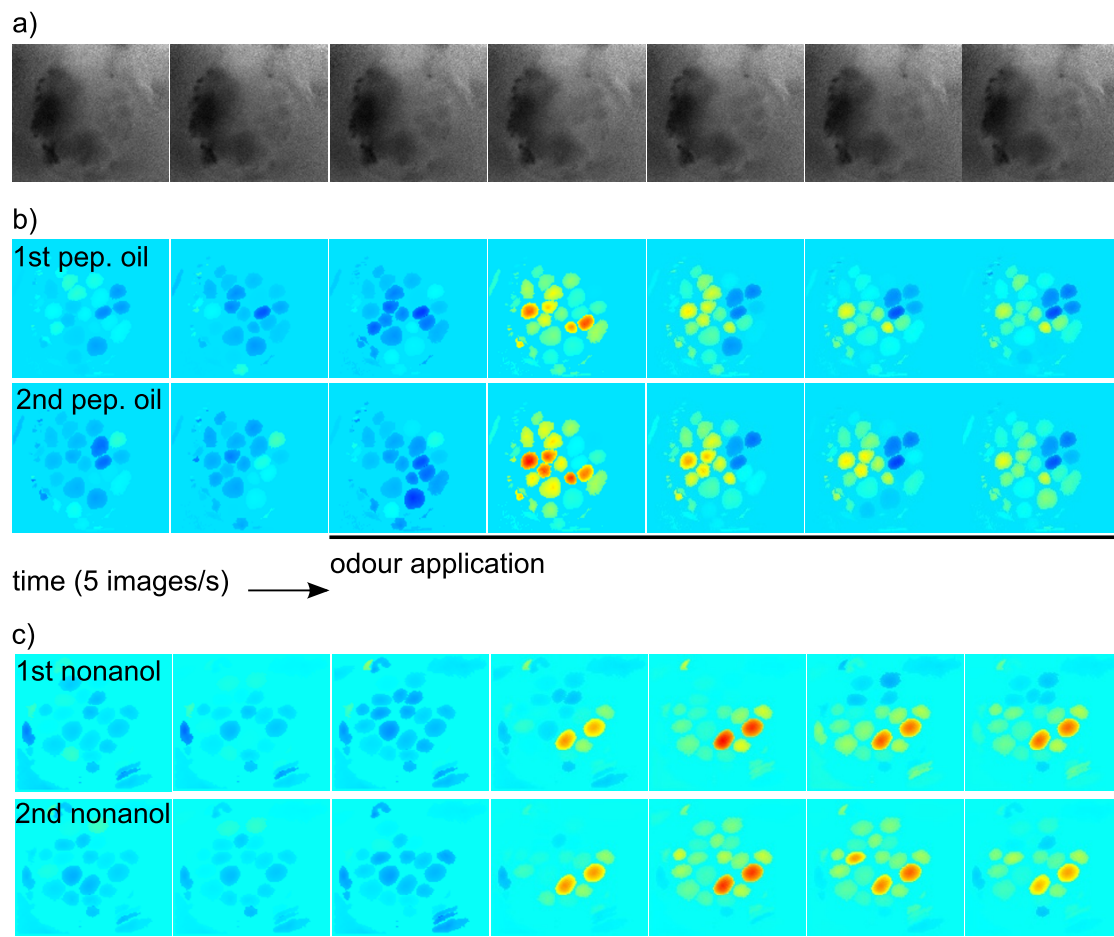 a)
b)
1st pep. oil
2nd pep. oil
odour application
time (5 images/s)
c)
1st nonanol
2nd nonanol